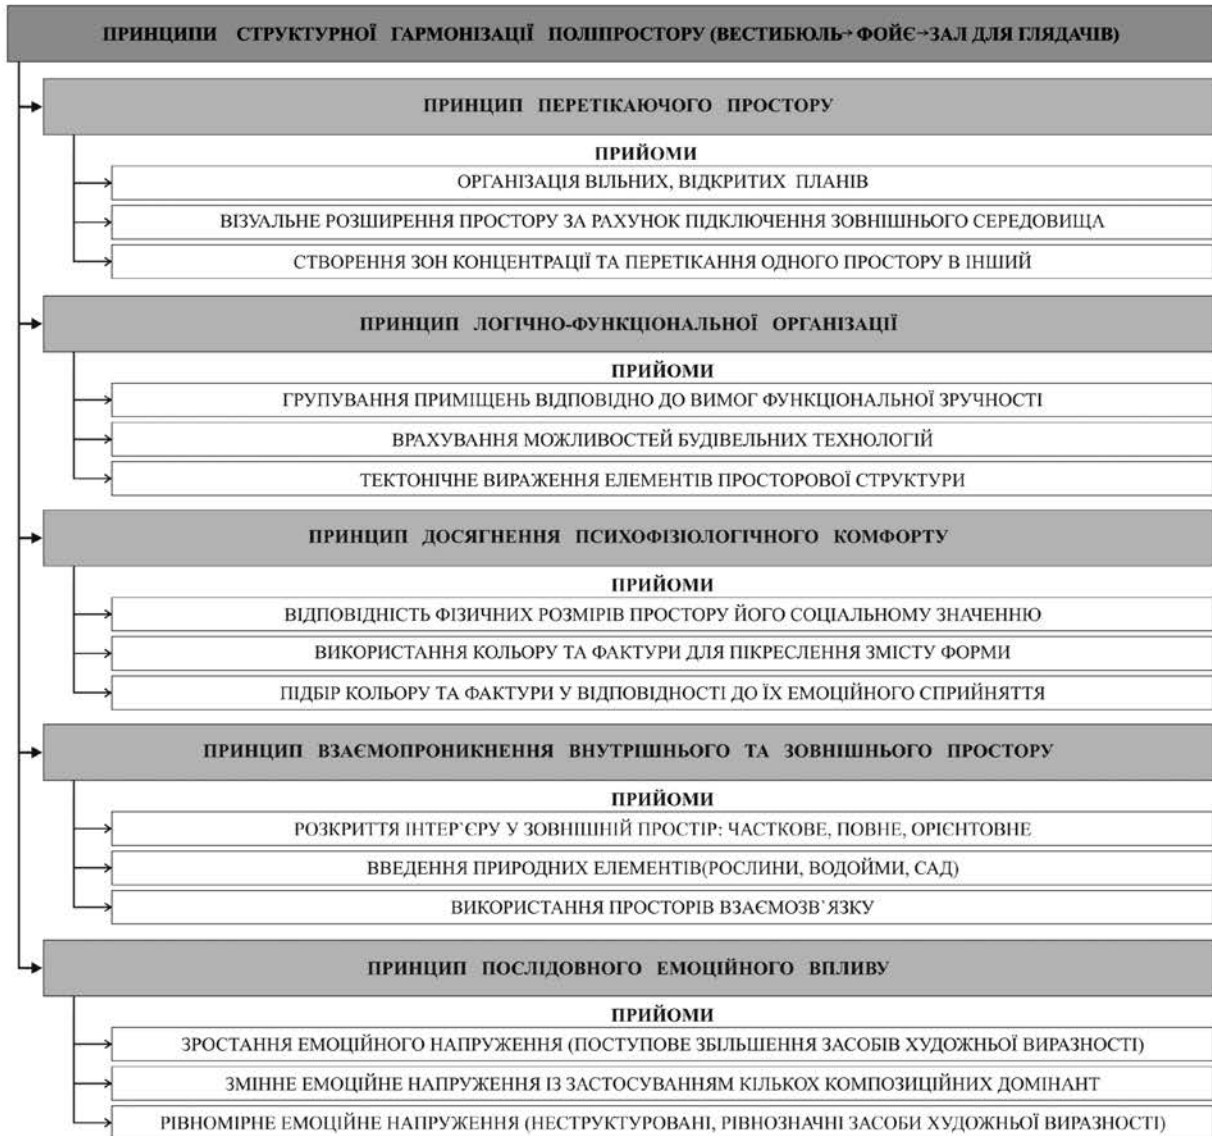 ПРИНЦИПИ СТРУКТУРНОЇ ГАРМОНІЗАЦІЇ ПОЛІПРОСТОРУ (ВЕСТИБЮЛЬ→ ФОЙЄ→ЗАЛ ДЛЯ ГЛЯДАЧІВ)
ПРИНЦИП ПЕРЕТІКАЮЧОГО ПРОСТОРУ
ПРИЙОМИ
ОРГАНІЗАЦІЯ ВІЛЬНИХ, ВІДКРИТИХ ПЛАНІВ
ВІЗУАЛЬНЕ РОЗШИРЕННЯ ПРОСТОРУ ЗА РАХУНОК ПІДКЛЮЧЕННЯ ЗОВНІШНЬОГО СЕРЕДОВИЩА
СТВОРЕННЯ ЗОН КОНЦЕНТРАЦІЇ ТА ПЕРЕТІКАННЯ ОДНОГО ПРОСТОРУ В ІНШИЙ
ПРИНЦИП ЛОГІЧНО-ФУНКЦІОНАЛЬНОЇ ОРГАНІЗАЦІЇ
ПРИЙОМИ
ГРУПУВАННЯ ПРИМІЩЕНЬ ВІДПОВІДНО ДО ВИМОГ ФУНКЦІОНАЛЬНОЇ ЗРУЧНОСТІ
ВРАХУВАННЯ МОЖЛИВОСТЕЙ БУДІВЕЛЬНИХ ТЕХНОЛОГІЙ
ТЕКТОНІЧНЕ ВИРАЖЕННЯ ЕЛЕМЕНТІВ ПРОСТОРОВОЇ СТРУКТУРИ
ПРИНЦИП ДОСЯГНЕННЯ ПСИХОФІЗІОЛОГІЧНОГО КОМФОРТУ
ПРИЙОМИ
ВІДПОВІДНІСТЬ ФІЗИЧНИХ РОЗМІРІВ ПРОСТОРУ ЙОГО СОЦІАЛЬНОМУ ЗНАЧЕННЮ
ВИКОРИСТАННЯ КОЛЬОРУ ТА ФАКТУРИ ДЛЯ ПІКРЕСЛЕННЯ ЗМІСТУ ФОРМИ
ПІДБІР КОЛЬОРУ ТА ФАКТУРИ У ВІДПОВІДНОСТІ ДО ЇХ ЕМОЦІЙНОГО СПРИЙНЯТТЯ
ПРИНЦИП ВЗАЄМОПРОНИКНЕННЯ ВНУТРІШНЬОГО ТА ЗОВНІШНЬОГО ПРОСТОРУ
ПРИЙОМИ
РОЗКРИТТЯ ІНТЕР`ЄРУ У ЗОВНІШНІЙ ПРОСТІР: ЧАСТКОВЕ, ПОВНЕ, ОРІЄНТОВНЕ
ВВЕДЕННЯ ПРИРОДНИХ ЕЛЕМЕНТІВ(РОСЛИНИ, ВОДОЙМИ, САД)
ВИКОРИСТАННЯ ПРОСТОРІВ ВЗАЄМОЗВ`ЯЗКУ
ПРИНЦИП ПОСЛІДОВНОГО ЕМОЦІЙНОГО ВПЛИВУ
ПРИЙОМИ
ЗРОСТАННЯ ЕМОЦІЙНОГО НАПРУЖЕННЯ (ПОСТУПОВЕ ЗБІЛЬШЕННЯ ЗАСОБІВ ХУДОЖНЬОЇ ВИРАЗНОСТІ)
ЗМІННЕ ЕМОЦІЙНЕ НАПРУЖЕННЯ ІЗ ЗАСТОСУВАННЯМ КІЛЬКОХ КОМПОЗИЦІЙНИХ ДОМІНАНТ
РІВНОМІРНЕ ЕМОЦІЙНЕ НАПРУЖЕННЯ (НЕСТРУКТУРОВАНІ, РІВНОЗНАЧНІ ЗАСОБИ ХУДОЖНЬОЇ ВИРАЗНОСТІ)